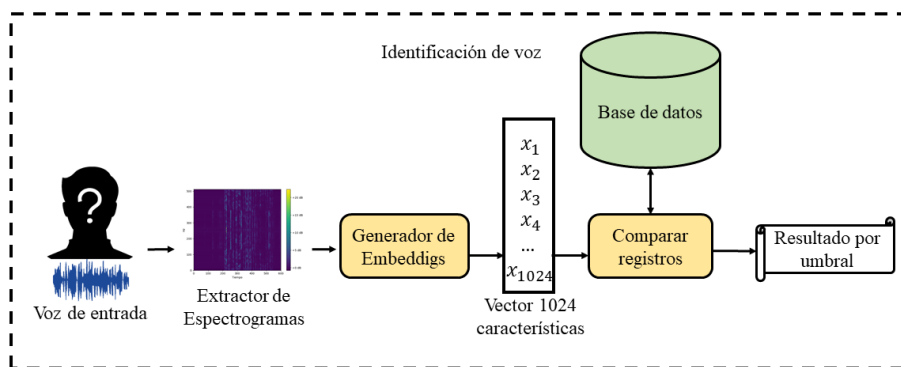 Identificación de voz
Base de datos
?
Voz de entrada
Extractor de
Espectrogramas
Generador de
Embeddigs
x₁
x₂
x₃
x₄
...
x₁₀₂₄
Vector 1024
características
Comparar
registros
Resultado por
umbral